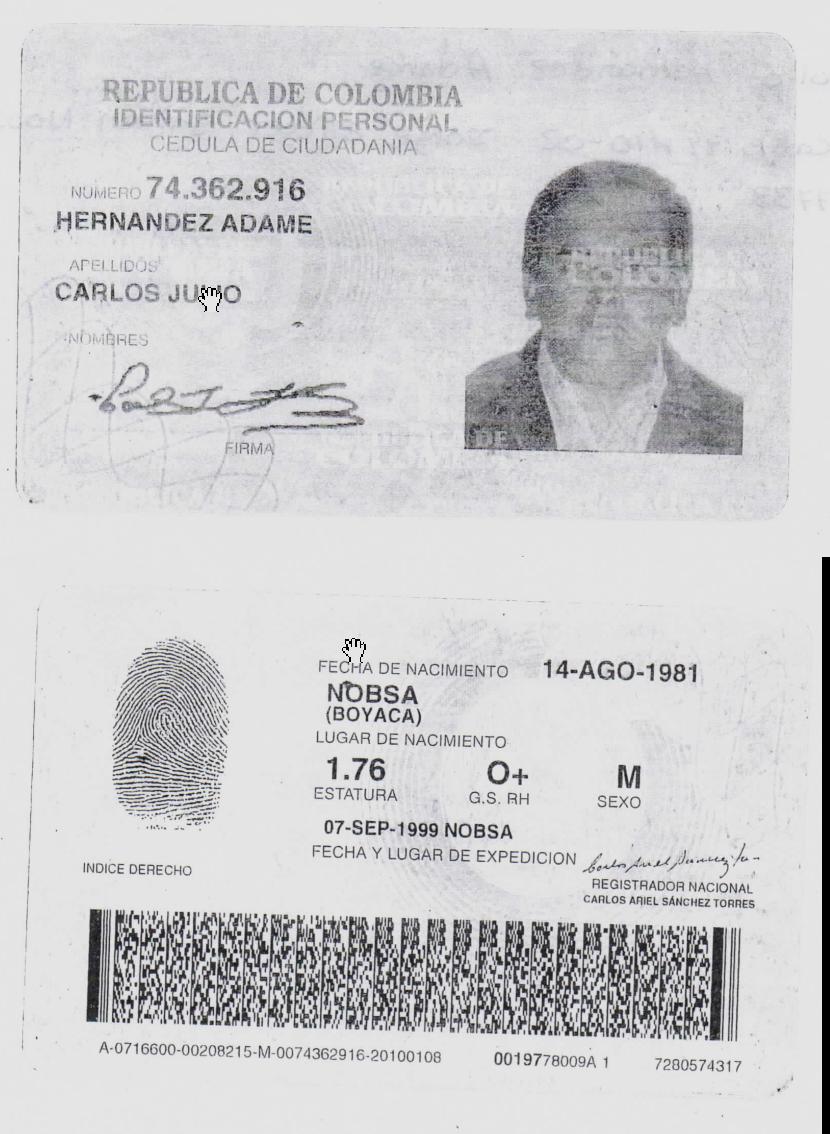 REPUBLICA DE COLOMBIA
IDENTIFICACION PERSONAL
CEDULA DE CIUDADANIA
NUMERO 74.362.916
HERNANDEZ ADAME
APELLIDOS
CARLOS
NOMBRES
FIRMA
FECHA DE NACIMIENTO 14-AGO-1981
NOBSA
(BOYACA)
LUGAR DE NACIMIENTO
1.76 O+ M
ESTATURA G.S. RH SEXO
07-SEP-1999 NOBSA
FECHA Y LUGAR DE EXPEDICION
INDICE DERECHO
REGISTRADOR NACIONAL
CARLOS ARIEL SÁNCHEZ TORRES
A-0716600-00208215-M-0074362916-20100108 0019778009A 1 7280574317